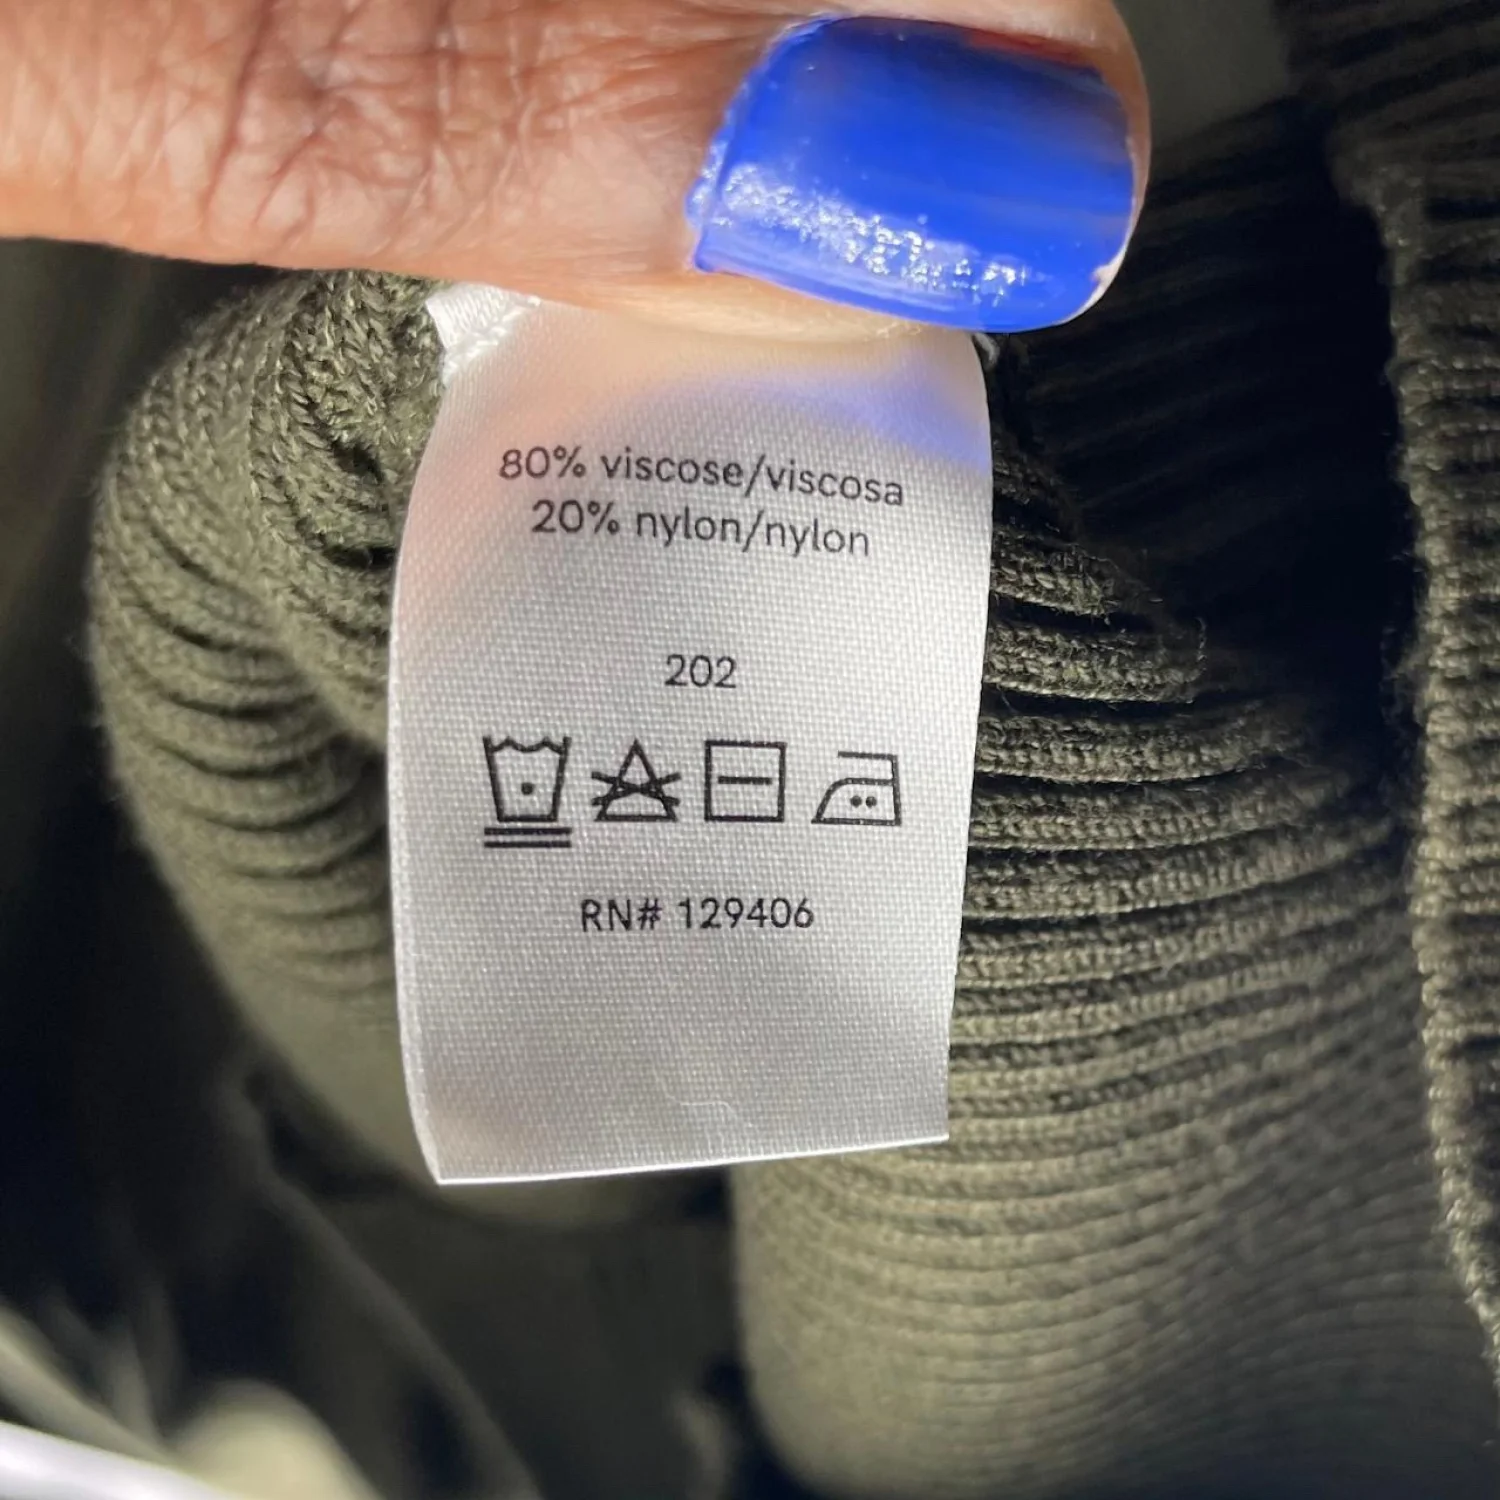 80% viscose/viscosa
20% nylon/nylon
202
RN# 129406